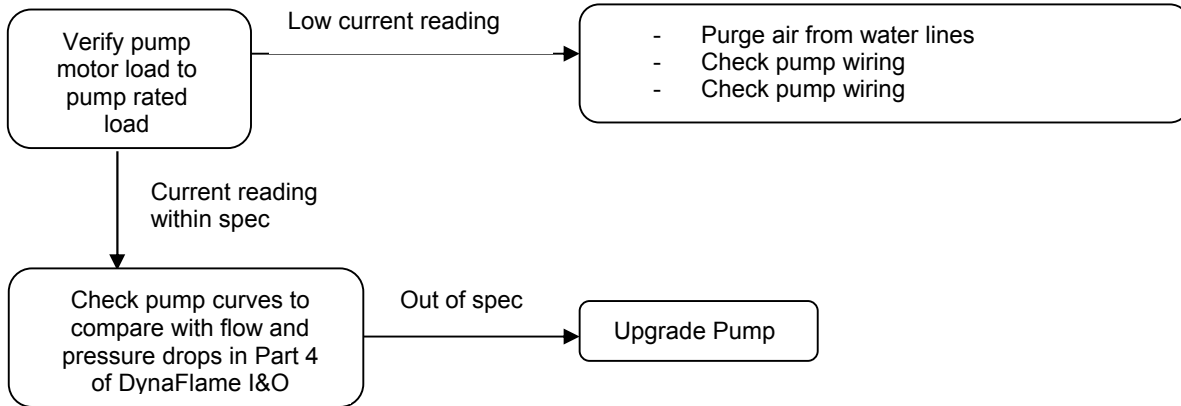 Verify pump
motor load to
pump rated
load
Low current reading
- Purge air from water lines
- Check pump wiring
- Check pump wiring
Current reading
within spec
Check pump curves to
compare with flow and
pressure drops in Part 4
of DynaFlame I&O
Out of spec
Upgrade Pump